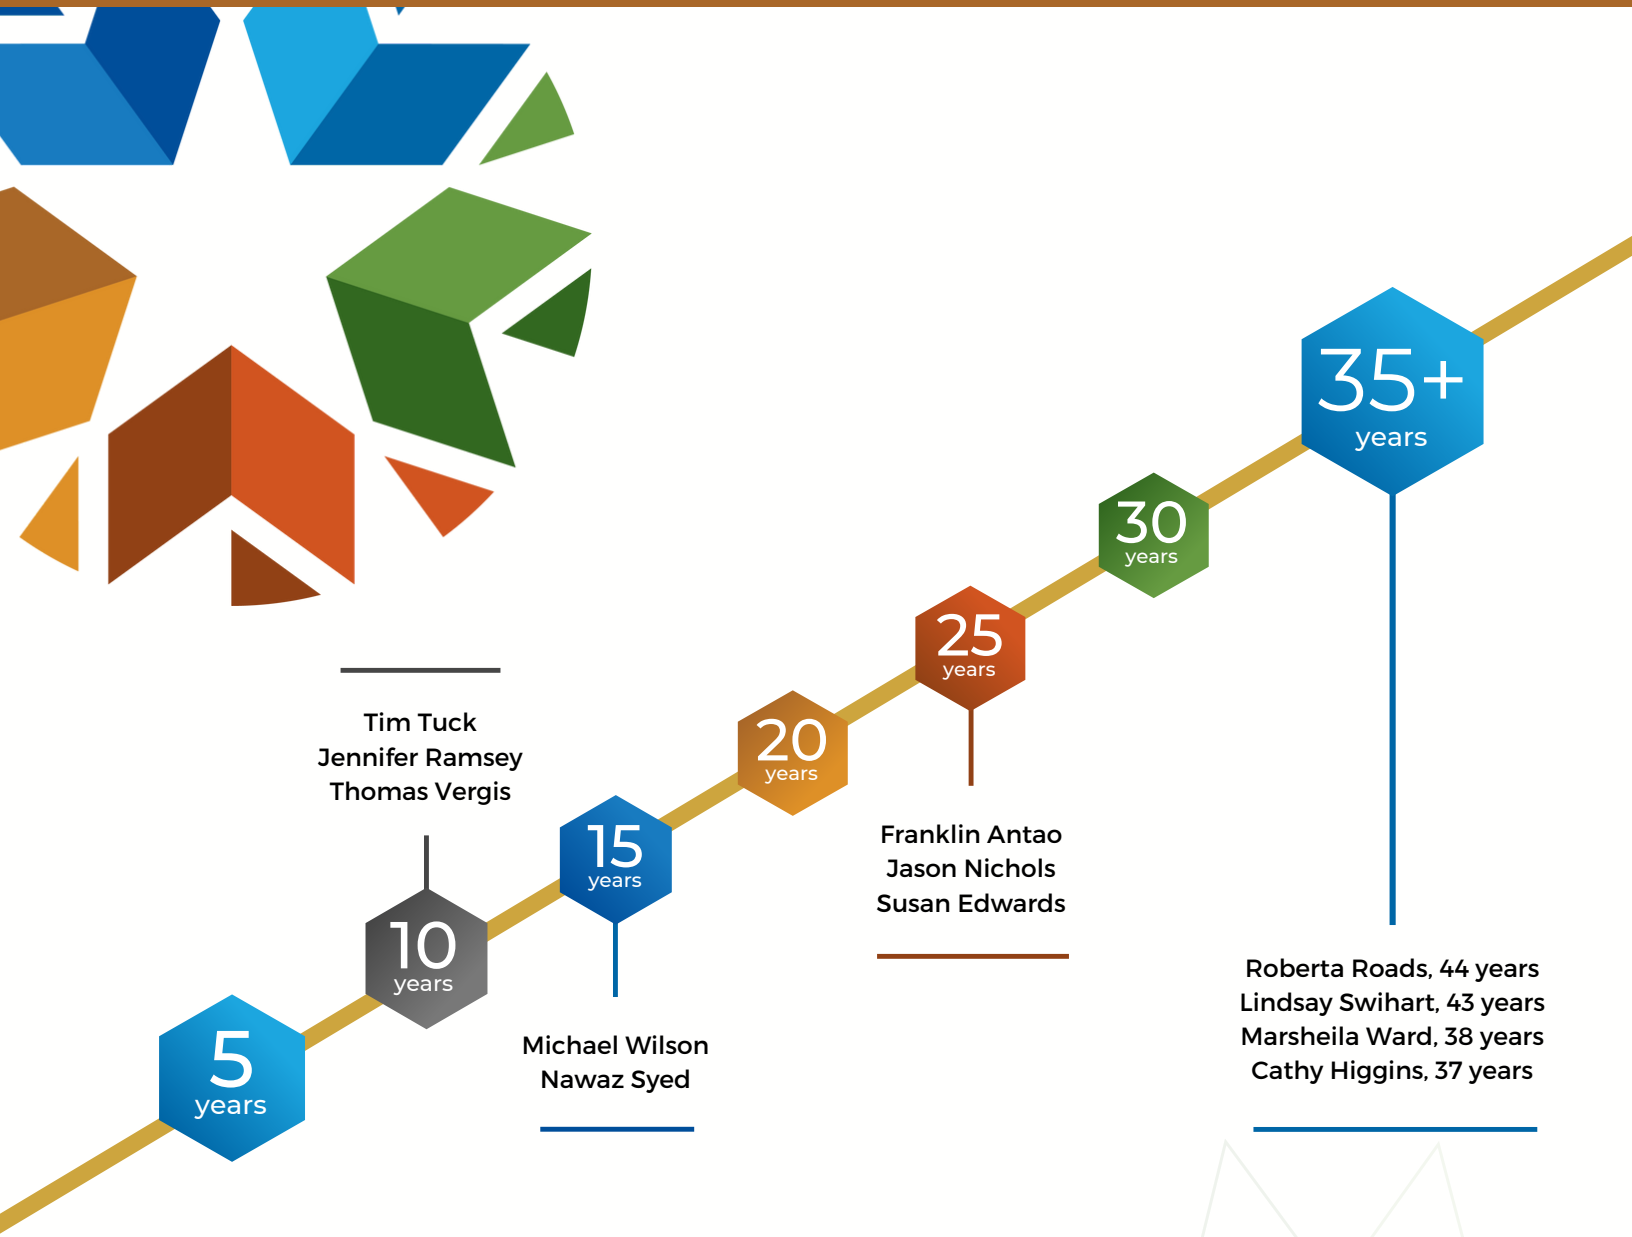 35+
years
30
years
25
years
20
years
15
years
10
years
5
years
Tim Tuck
Jennifer Ramsey
Thomas Vergis
Michael Wilson
Nawaz Syed
Franklin Antao
Jason Nichols
Susan Edwards
Roberta Roads, 44 years
Lindsay Swihart, 43 years
Marsheila Ward, 38 years
Cathy Higgins, 37 years